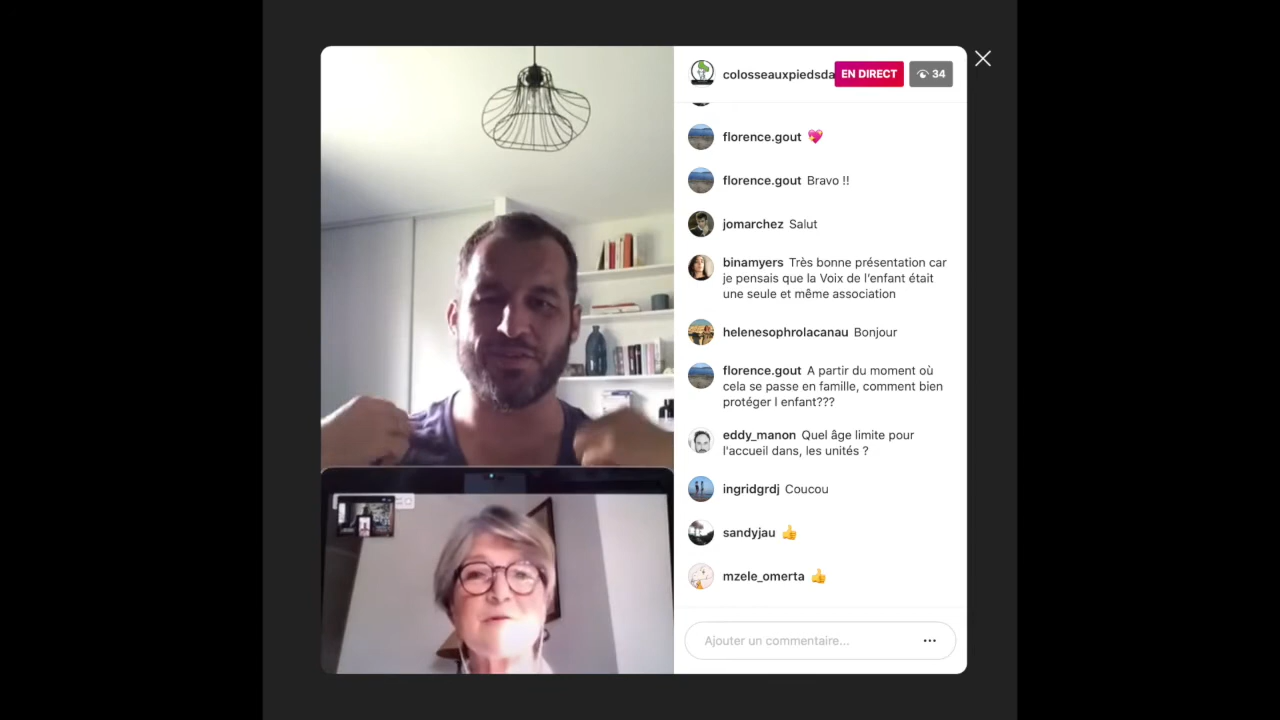 colosseauxpiedsda
EN DIRECT
34
florence.gout 💖
florence.gout Bravo !!
jomarchez Salut
binamyers Très bonne présentation car
je pensais que la Voix de l'enfant était
une seule et même association
helenesophrolacanau Bonjour
florence.gout A partir du moment où
cela se passe en famille, comment bien
protéger l enfant???
eddy_manon Quel âge limite pour
l'accueil dans, les unités ?
ingridgrdj Coucou
sandyjau 👍
mzele_omerta 👍
Ajouter un commentaire...